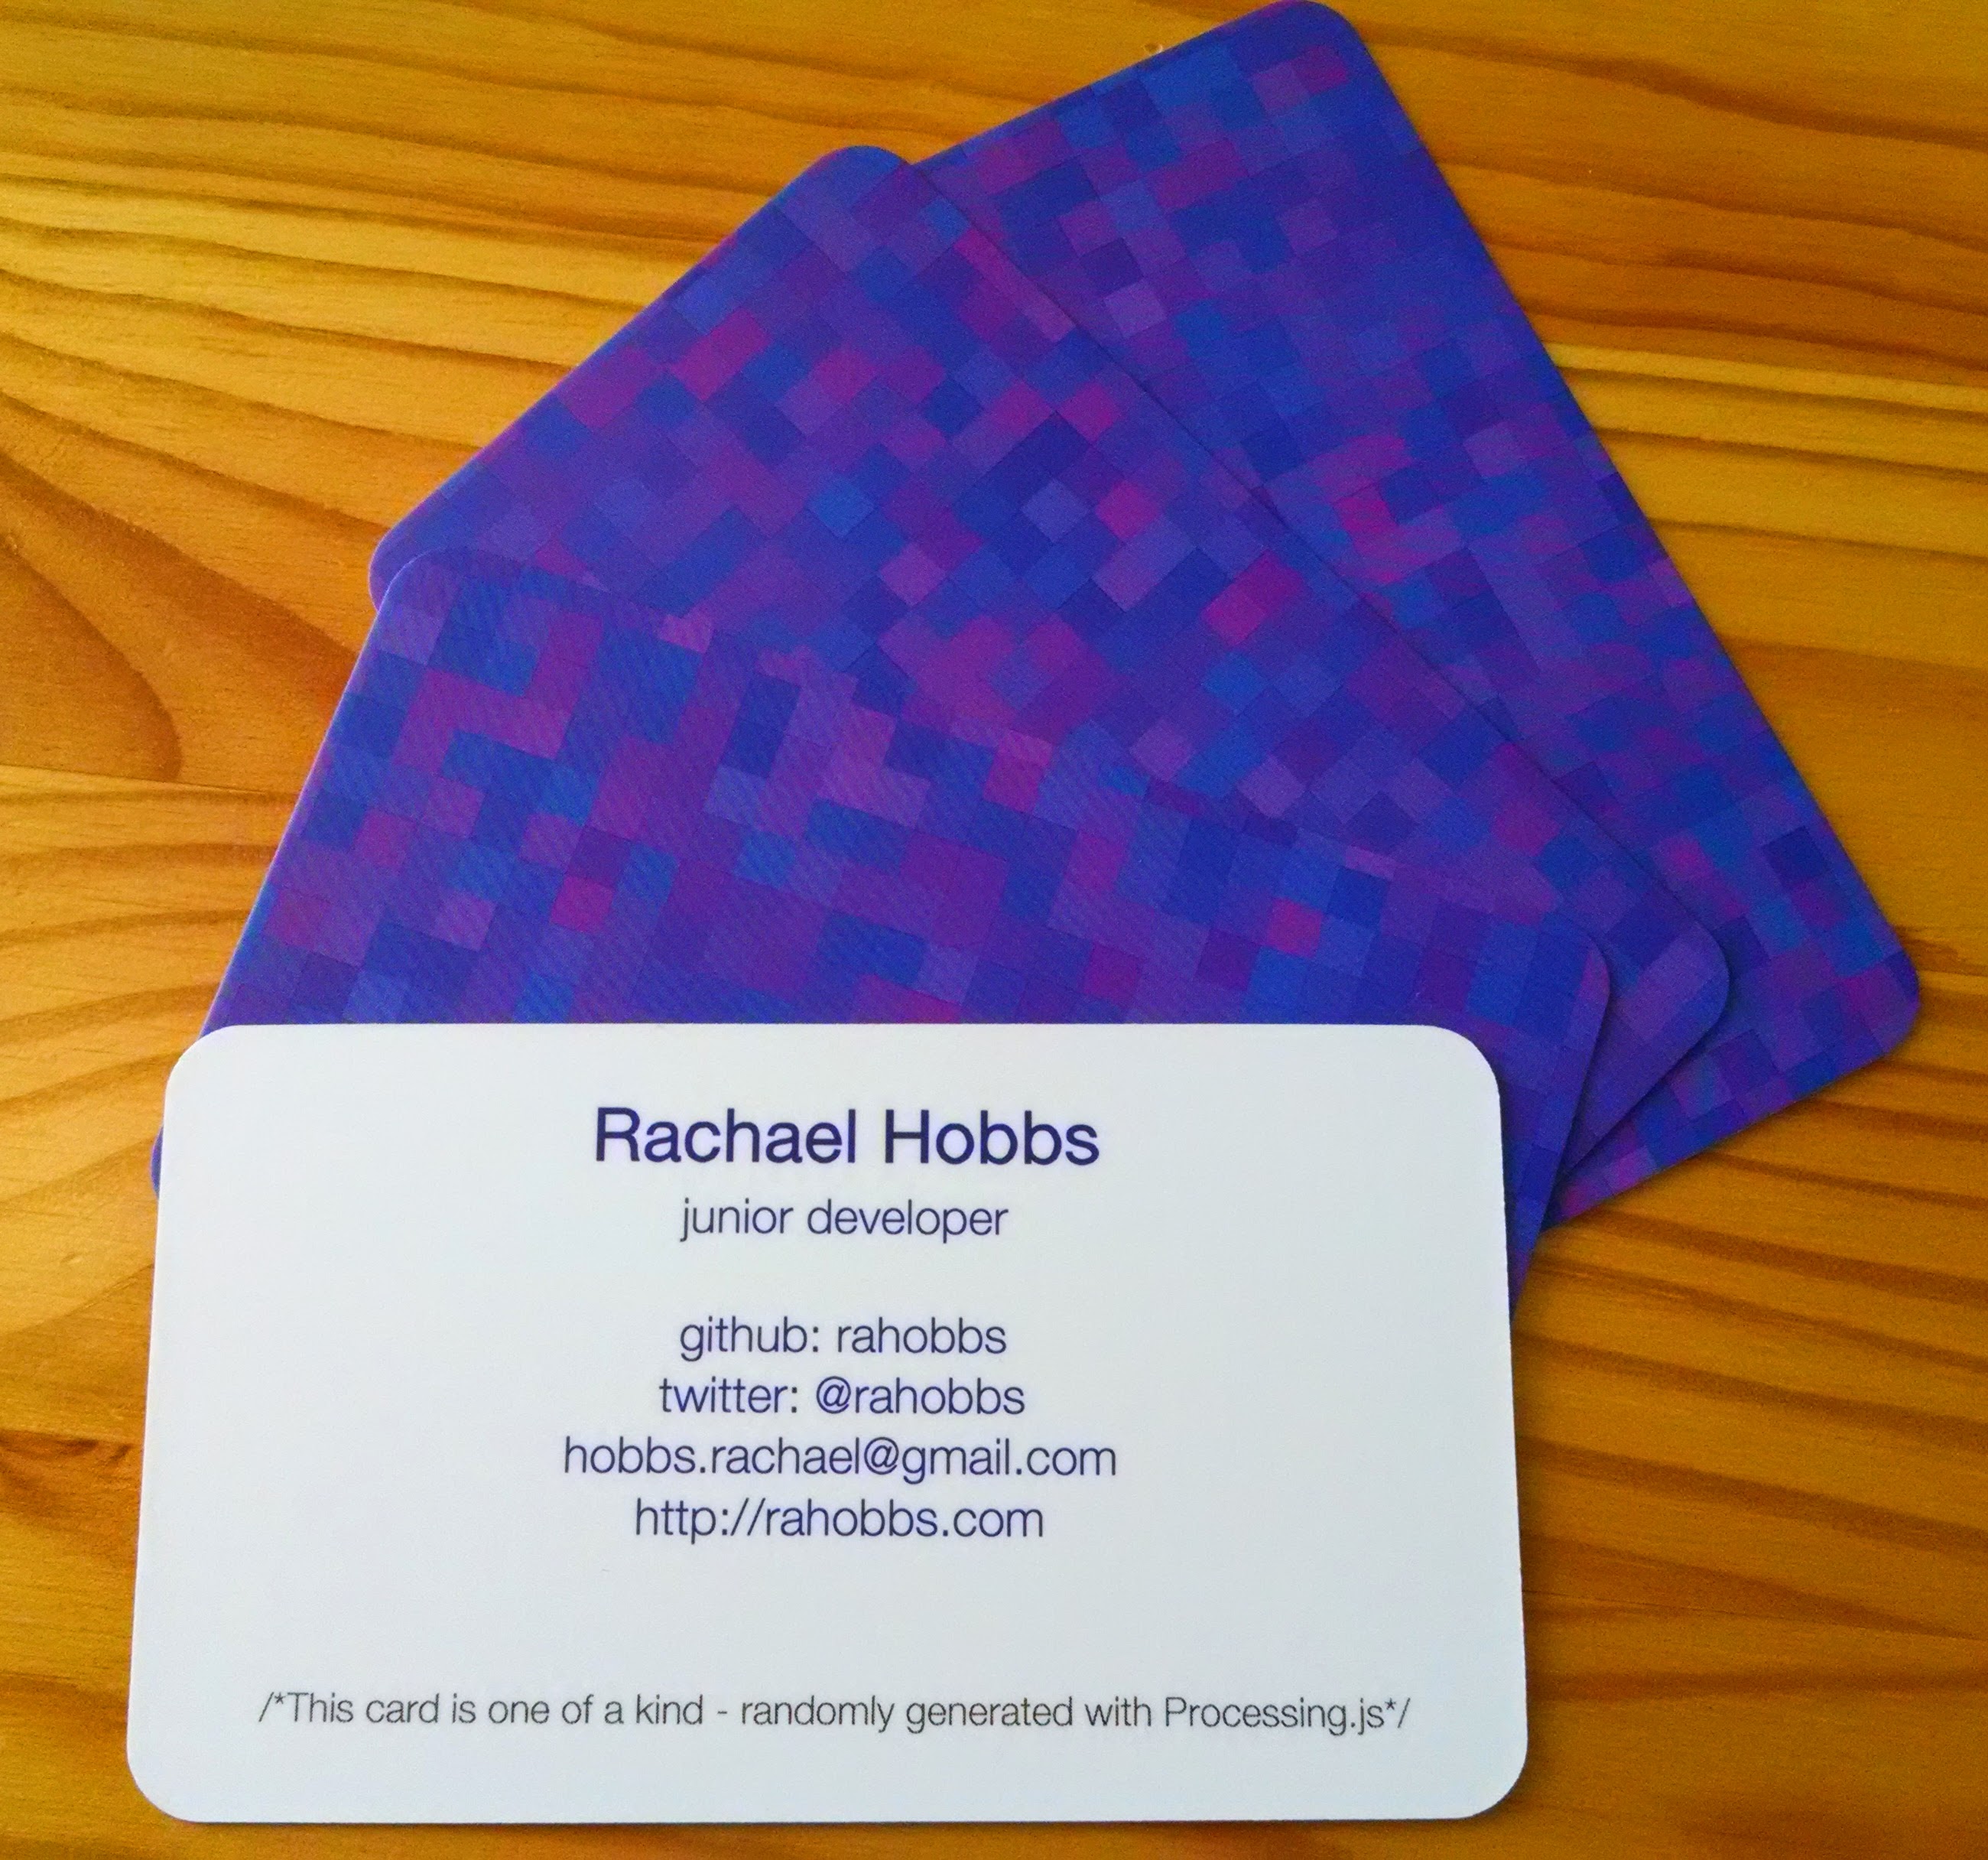 Rachael Hobbs
junior developer
github: rahobbs
twitter: @rahobbs
hobbs.rachael@gmail.com
http://rahobbs.com
/*This card is one of a kind - randomly generated with Processing.js*/